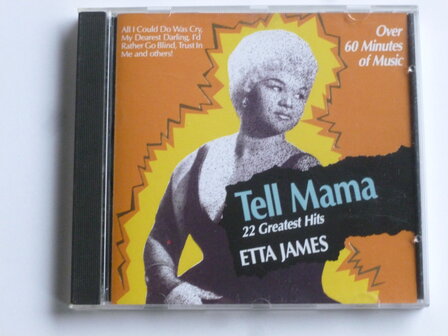 All I Could Do Was Cry,
My Dearest Darling, I'd
Rather Go Blind, Trust In
Me and others!
Over
60 Minutes
of Music
Tell Mama
22 Greatest Hits
ETTA JAMES